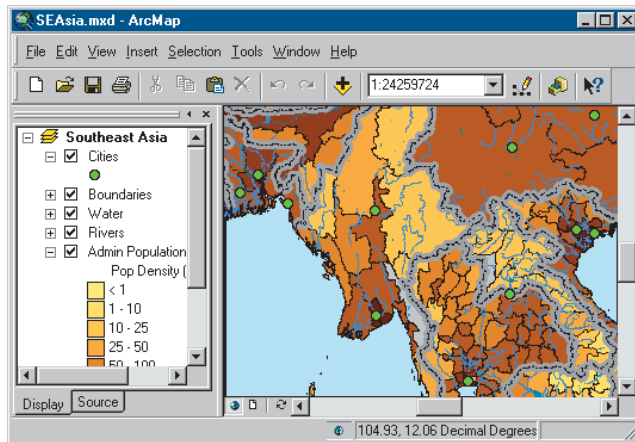 SEAsia.mxd - ArcMap
File Edit View Insert Selection Tools Window Help
1:24259724
Southeast Asia
Cities
Boundaries
Water
Rivers
Admin Population
Pop Density (
< 1
1 - 10
10 - 25
25 - 50
50 - 100
Display Source
104.93, 12.06 Decimal Degrees